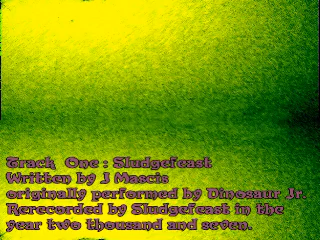 Track One : Sludgefeast
Written by J Mascis
originally performed by Dinosaur Jr.
Rerecorded by Sludgefeast in the
year two thousand and seven.